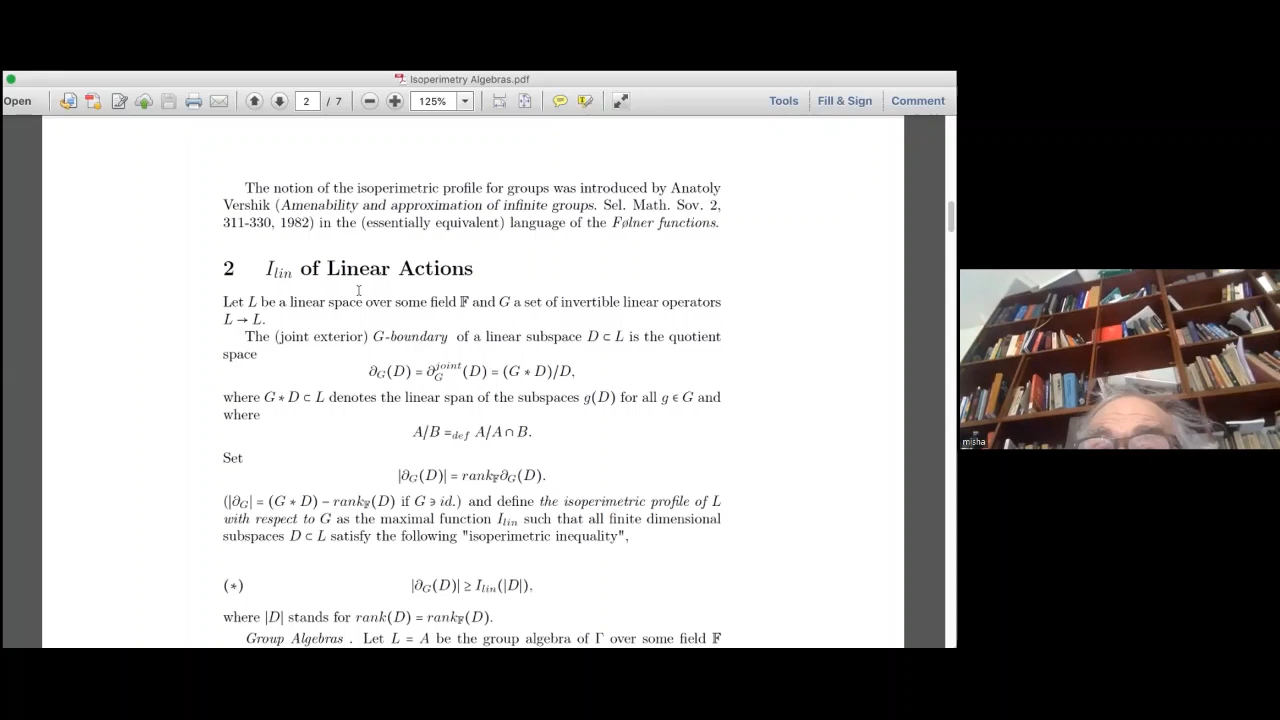 Isoperimetry Algebras.pdf
Open 2 / 7 125% Tools Fill & Sign Comment
The notion of the isoperimetric profile for groups was introduced by Anatoly
Vershik (Amenability and approximation of infinite groups. Sel. Math. Sov. 2,
311-330, 1982) in the (essentially equivalent) language of the Følner functions.
2 I_lin of Linear Actions
Let L be a linear space over some field 𝔽 and G a set of invertible linear operators
L → L.
The (joint exterior) G-boundary of a linear subspace D ⊂ L is the quotient
space
∂_G(D) = ∂_G^joint(D) = (G * D)/D,
where G * D ⊂ L denotes the linear span of the subspaces g(D) for all g ∈ G and
where
A/B =_def A/A ∩ B.
Set
|∂_G(D)| = rank_𝔽∂_G(D).
(|∂_G| = (G * D) − rank_𝔽(D) if G ∋ id.) and define the isoperimetric profile of L
with respect to G as the maximal function I_lin such that all finite dimensional
subspaces D ⊂ L satisfy the following "isoperimetric inequality",
(*) |∂_G(D)| ≥ I_lin(|D|),
where |D| stands for rank(D) = rank_𝔽(D).
Group Algebras . Let L = A be the group algebra of Γ over some field 𝔽
misha